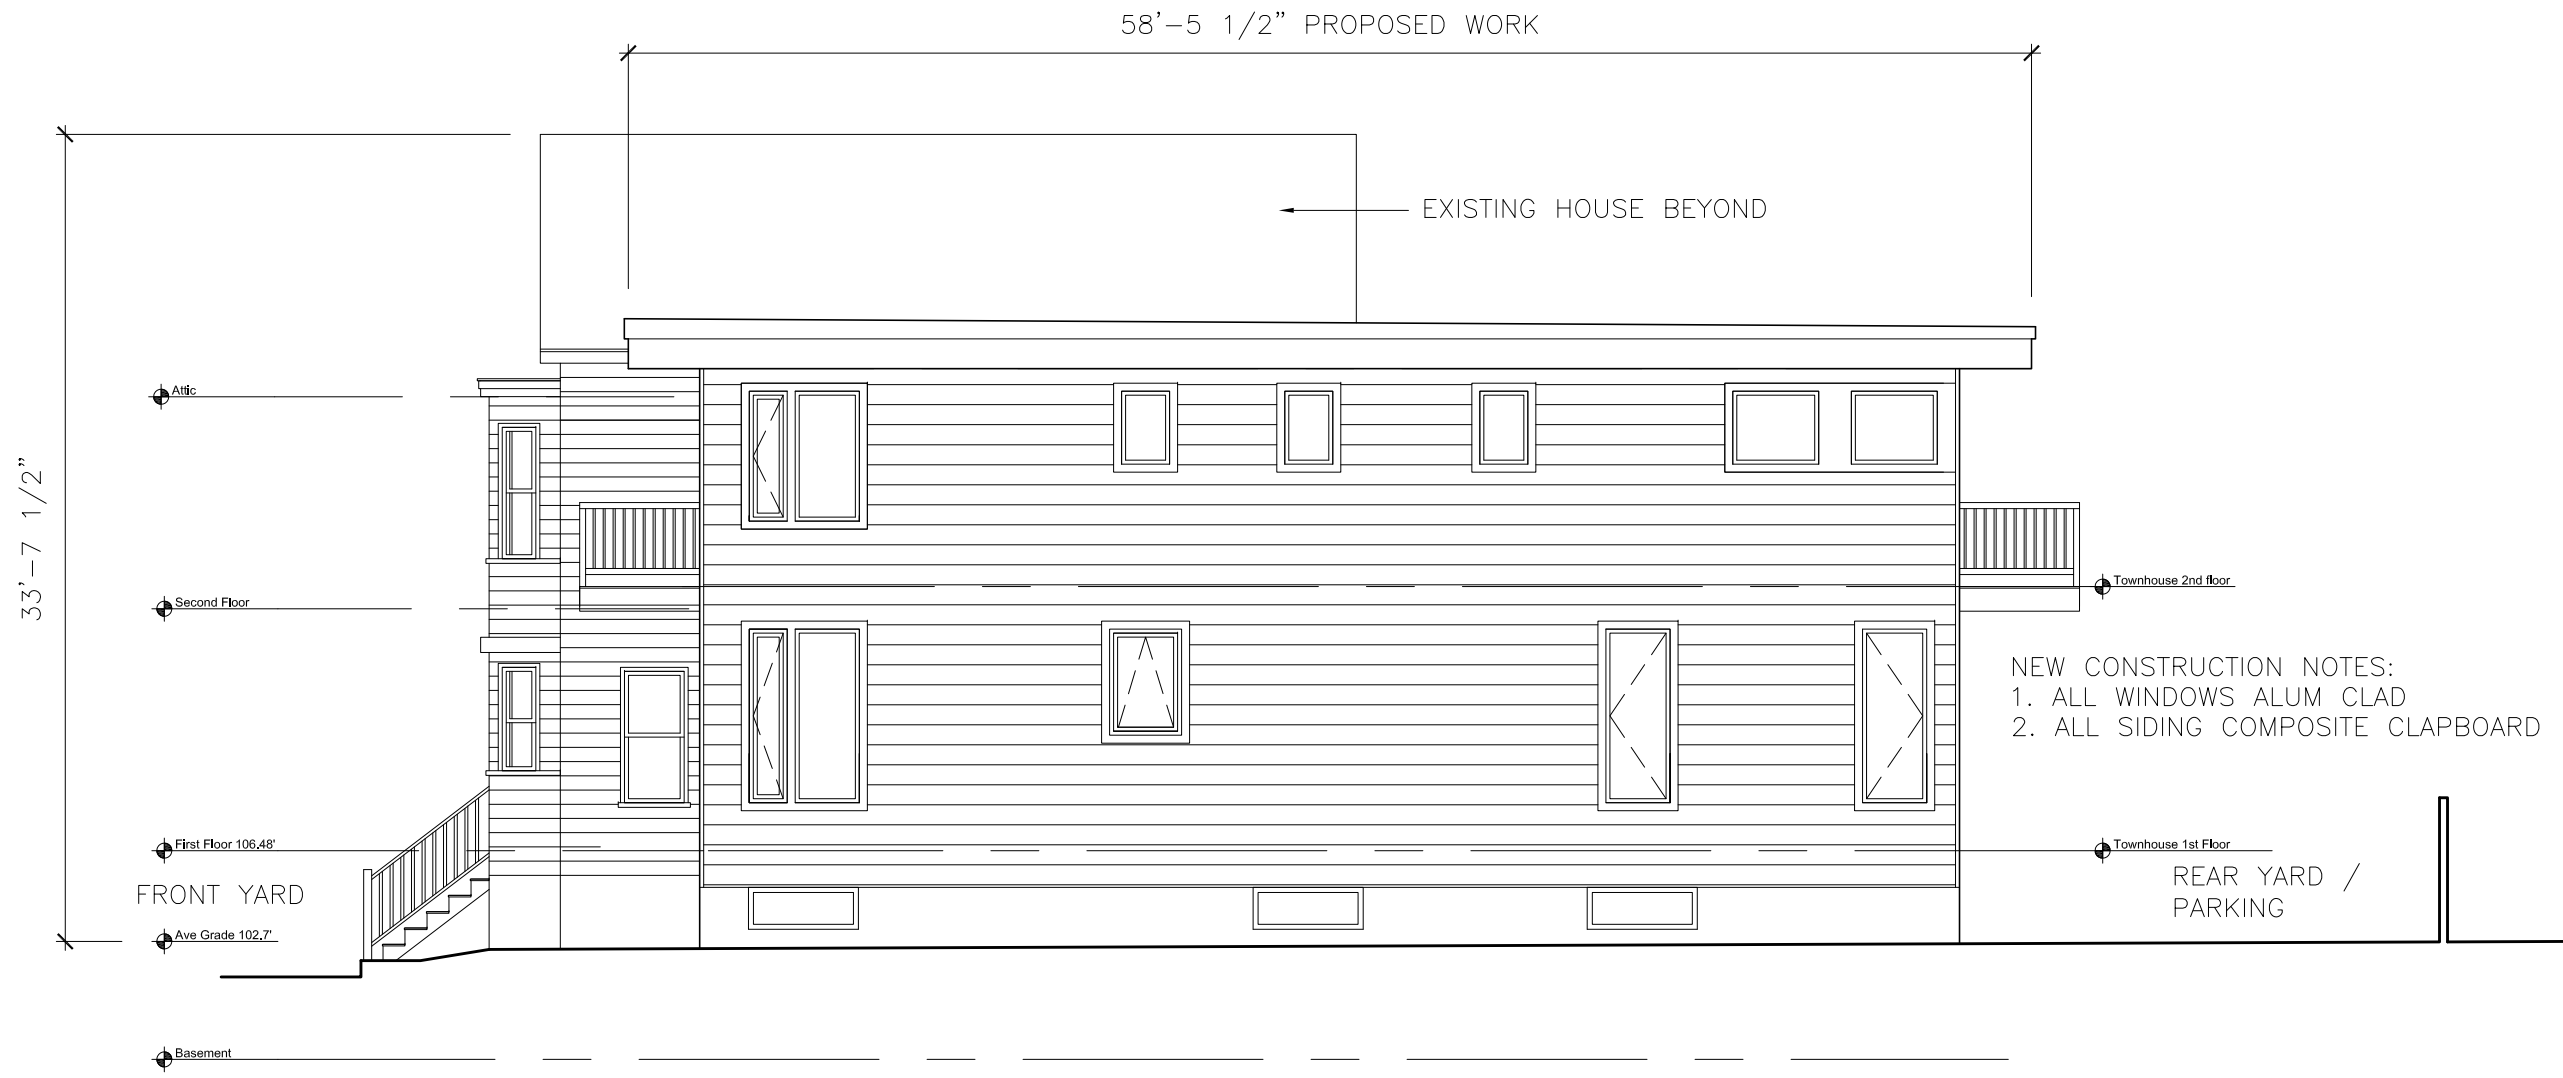 58'-5 1/2" PROPOSED WORK
EXISTING HOUSE BEYOND
Attic
33'-7 1/2"
Second Floor
Townhouse 2nd floor
NEW CONSTRUCTION NOTES:
1. ALL WINDOWS ALUM CLAD
2. ALL SIDING COMPOSITE CLAPBOARD
First Floor 106.48'
Townhouse 1st Floor
FRONT YARD
REAR YARD /
PARKING
Ave Grade 102.7'
Basement